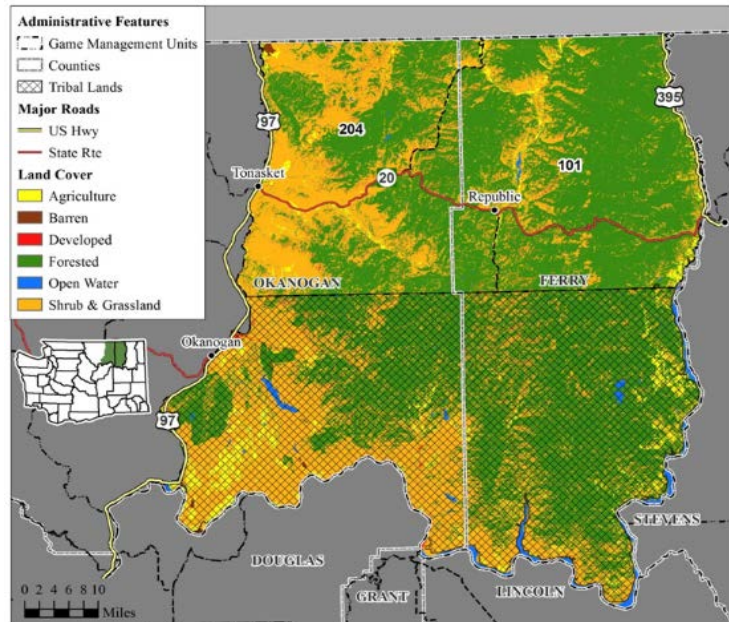 Administrative Features
Game Management Units
Counties
Tribal Lands
Major Roads
US Hwy
State Rte
Land Cover
Agriculture
Barren
Developed
Forested
Open Water
Shrub & Grassland
97
395
204
101
Tonasket
20
Republic
OKANOGAN
FERRY
Okanogan
97
STEVENS
DOUGLAS
LINCOLN
GRANT
0 2 4 6 8 10
Miles